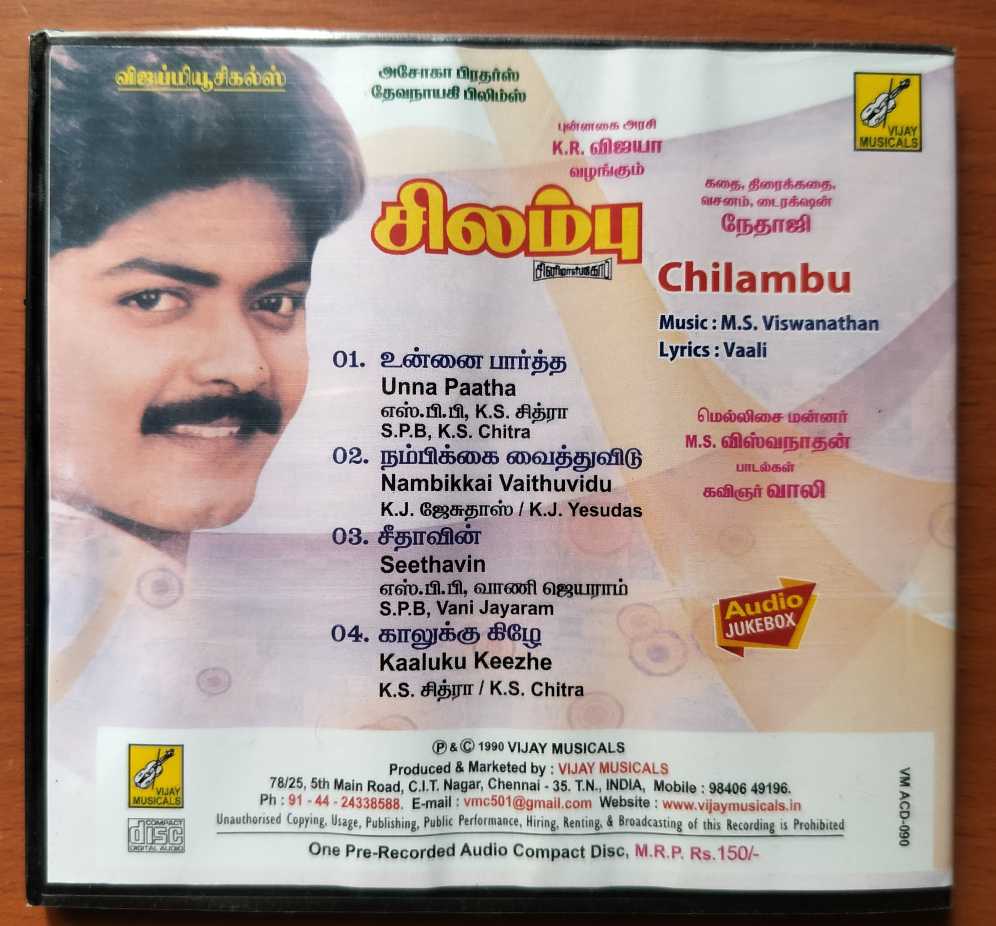 விஜய்மியூசிகல்ஸ்
அசோகா பிரதர்ஸ்
தேவநாயகி பிலிம்ஸ்
புன்னகை அரசி
K.R. விஜயா
வழங்கும்
சிலம்பு
சினிமாஸ்கோப்
VIJAY
MUSICALS
கதை, திரைக்கதை,
வசனம், டைரக்ஷன்
நேதாஜி
Chilambu
Music : M.S. Viswanathan
Lyrics : Vaali
01. உன்னை பார்த்த
Unna Paatha
எஸ்.பி.பி, K.S. சித்ரா
S.P.B, K.S. Chitra
02. நம்பிக்கை வைத்துவிடு
Nambikkai Vaithuvidu
K.J. ஜேசுதாஸ் / K.J. Yesudas
03. சீதாவின்
Seethavin
எஸ்.பி.பி, வாணி ஜெயராம்
S.P.B, Vani Jayaram
04. காலுக்கு கிழே
Kaaluku Keezhe
K.S. சித்ரா / K.S. Chitra
மெல்லிசை மன்னர்
M.S. விஸ்வநாதன்
பாடல்கள்
கவிஞர் வாலி
Audio
JUKEBOX
VIJAY
MUSICALS
COMPACT
disc
DIGITAL AUDIO
Ⓟ & © 1990 VIJAY MUSICALS
Produced & Marketed by : VIJAY MUSICALS
78/25, 5th Main Road, C.I.T. Nagar, Chennai - 35. T.N., INDIA, Mobile : 98406 49196.
Ph : 91 - 44 - 24338588. E-mail : vmc501@gmail.com Website : www.vijaymusicals.in
Unauthorised Copying, Usage, Publishing, Public Performance, Hiring, Renting, & Broadcasting of this Recording is Prohibited
One Pre-Recorded Audio Compact Disc, M.R.P. Rs.150/-
VM ACD-090